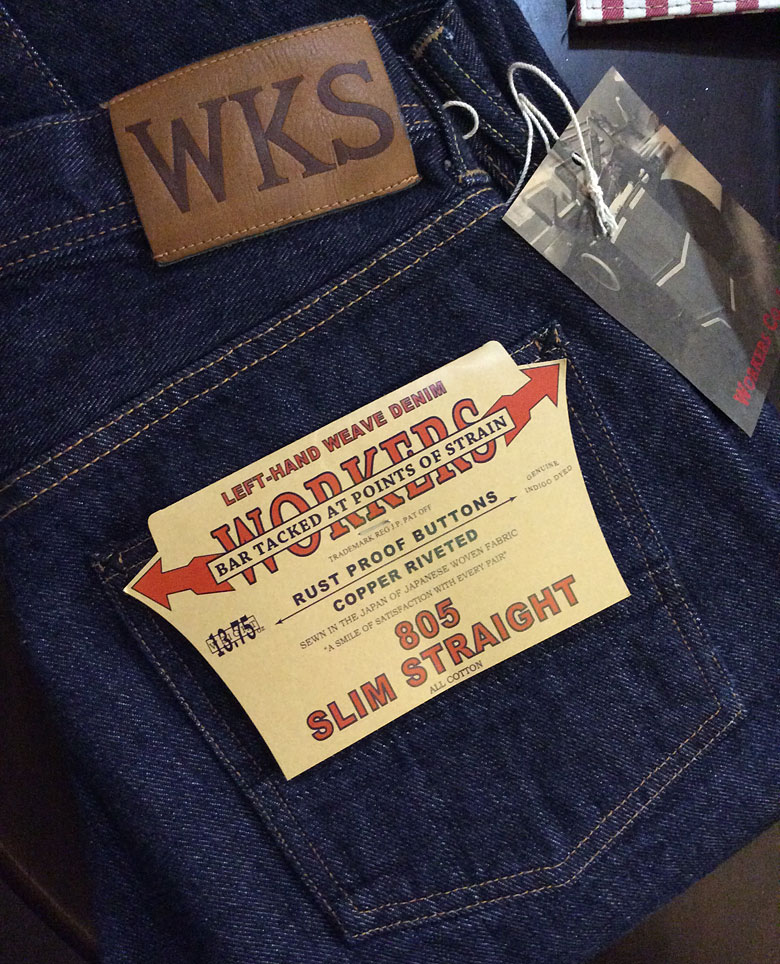 WKS
LEFT-HAND WEAVE DENIM
WORKERS
BAR TACKED AT POINTS OF STRAIN
TRADEMARK REG J.P. PAT OFF
GENUINE
INDIGO DYED
RUST PROOF BUTTONS
COPPER RIVETED
13.75
SEWN IN THE JAPAN OF JAPANESE WOVEN FABRIC
"A SMILE OF SATISFACTION WITH EVERY PAIR"
805
SLIM STRAIGHT
ALL COTTON
WORKERS